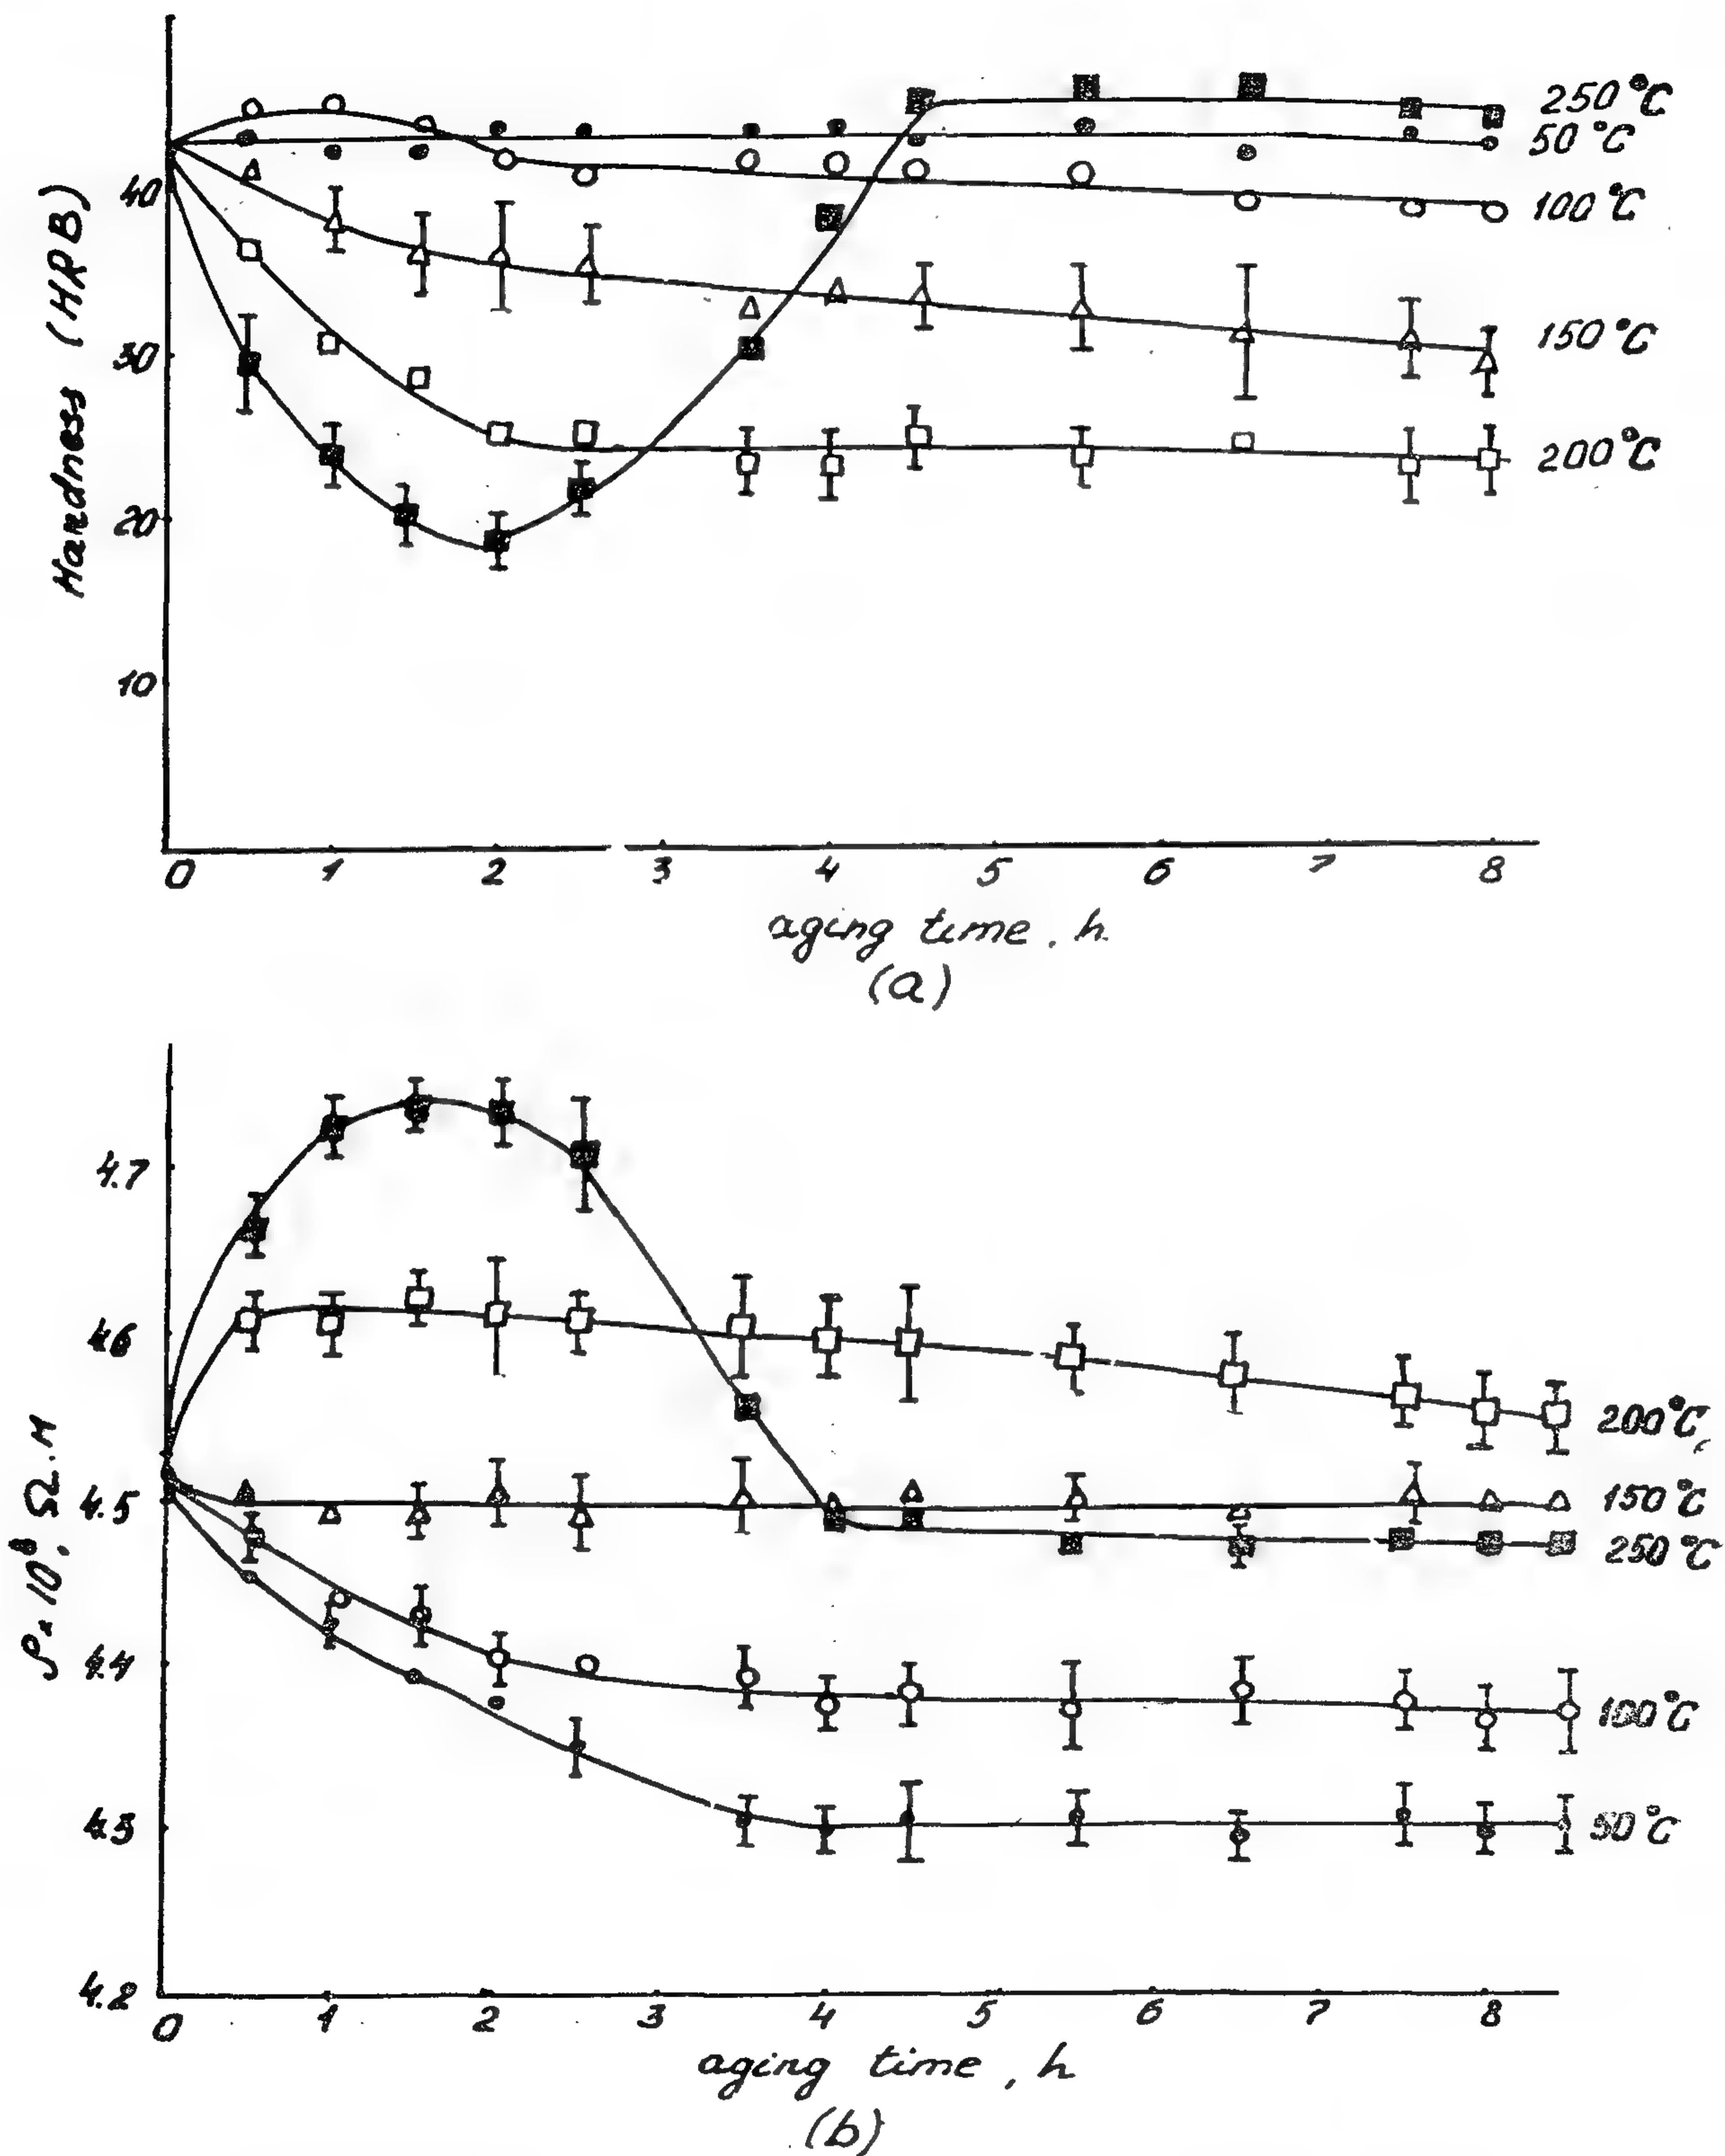 250°C
50°C
100°C
150°C
200°C
40
30
20
10
Hardness (HRB)
0 1 2 3 4 5 6 7 8
aging time, h.
(a)
4.7
4.6
4.5
4.4
4.3
4.2
ρ×10⁸, Ω.м
200°C
150°C
250°C
100°C
50°C
0 1 2 3 4 5 6 7 8
aging time, h
(b)